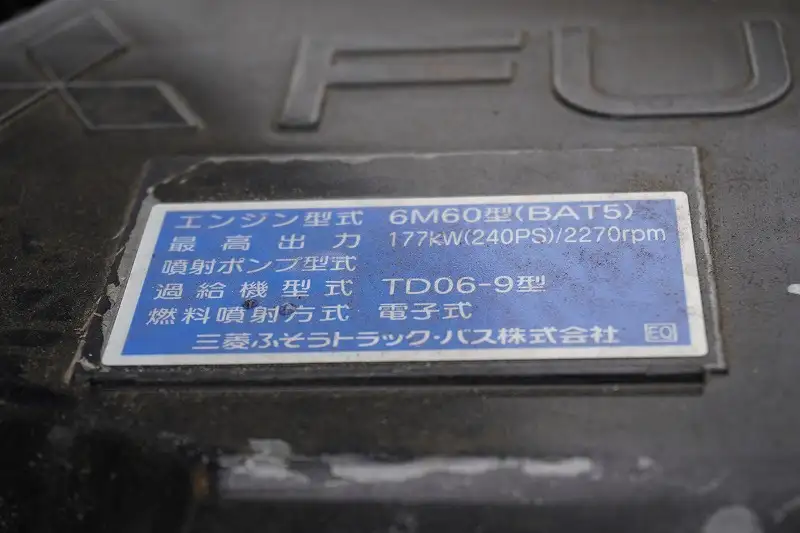 FU
エンジン型式 6M60型(BAT5)
最高出力 177kW(240PS)/2270rpm
噴射ポンプ型式
過給機型式 TD06-9型
燃料噴射方式 電子式
三菱ふそうトラック・バス株式会社 EQ